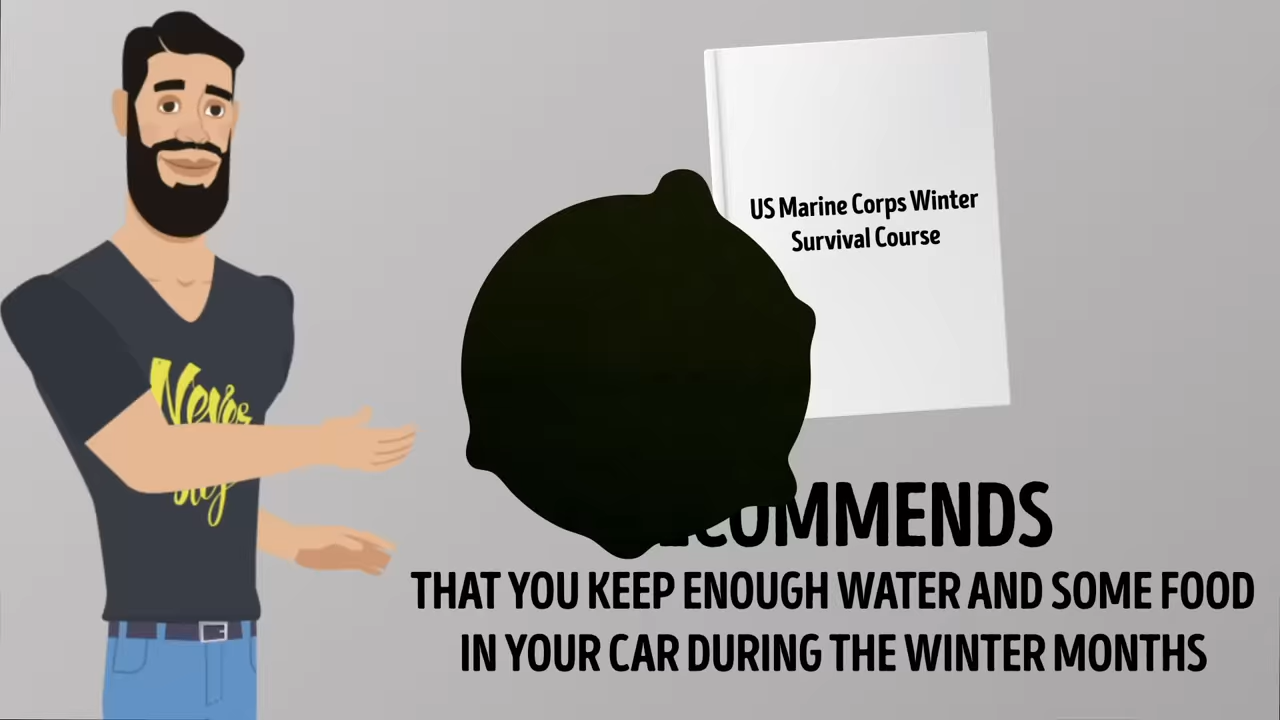 US Marine Corps Winter
Survival Course
Never
THAT YOU KEEP ENOUGH WATER AND SOME FOOD
IN YOUR CAR DURING THE WINTER MONTHS